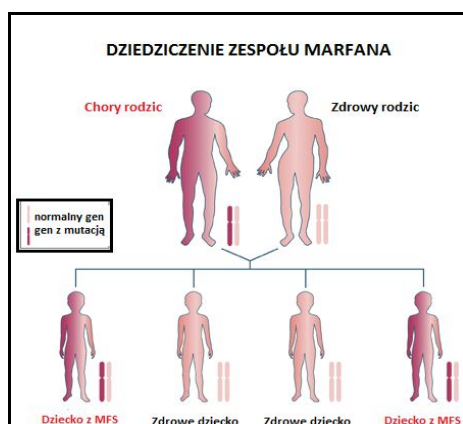 DZIEDZICZENIE ZESPOŁU MARFANA
Chory rodzic
Zdrowy rodzic
normalny gen
gen z mutacją
Dziecko z MFS
Zdrowe dziecko
Zdrowe dziecko
Dziecko z MFS